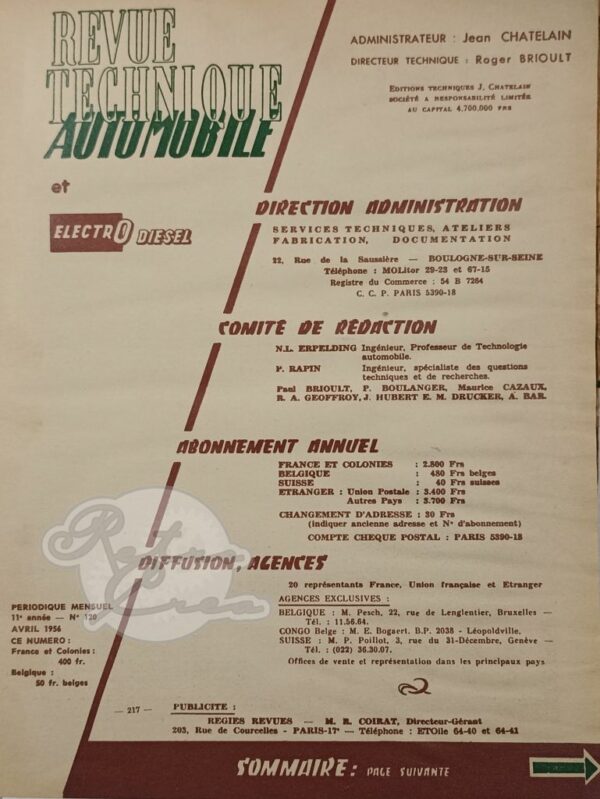 REVUE
TECHNIQUE
AUTOMOBILE
et
ELECTRO DIESEL
ADMINISTRATEUR : Jean CHATELAIN
DIRECTEUR TECHNIQUE : Roger BRIOULT
EDITIONS TECHNIQUES J. CHATELAIN
SOCIÉTÉ A RESPONSABILITÉ LIMITÉE
AU CAPITAL 4.700.000 FRS
DIRECTION ADMINISTRATION
SERVICES TECHNIQUES, ATELIERS
FABRICATION, DOCUMENTATION
22, Rue de la Saussière — BOULOGNE-SUR-SEINE
Téléphone : MOLitor 29-23 et 67-15
Registre du Commerce : 54 B 7264
C. C. P. PARIS 5390-18
COMITÉ DE RÉDACTION
N.L. ERPELDING Ingénieur, Professeur de Technologie
automobile.
P. RAPIN Ingénieur, spécialiste des questions
techniques et de recherches.
Paul BRIOULT, P. BOULANGER, Maurice CAZAUX,
R. A. GEOFFROY, J. HUBERT E. M. DRUCKER, A. BAR.
ABONNEMENT ANNUEL
FRANCE ET COLONIES : 2.800 Frs
BELGIQUE : 480 Frs belges
SUISSE : 40 Frs suisses
ETRANGER : Union Postale : 3.400 Frs
Autres Pays : 3.700 Frs
CHANGEMENT D'ADRESSE : 30 Frs
(indiquer ancienne adresse et N° d'abonnement)
COMPTE CHEQUE POSTAL : PARIS 5390-18
DIFFUSION, AGENCES
20 représentants France, Union française et Etranger
AGENCES EXCLUSIVES :
BELGIQUE : M. Pesch, 22, rue de Lenglentier, Bruxelles —
Tél. : 11.56.64.
CONGO Belge : M. E. Bogaert. B.P. 2038 - Léopoldville,
SUISSE : M. P. Poillot, 3, rue du 31-Décembre, Genève —
Tél. : (022) 36.30.07.
Offices de vente et représentation dans les principaux pays
PERIODIQUE MENSUEL
11e année — N° 120
AVRIL 1956
CE NUMERO :
France et Colonies :
400 fr.
Belgique :
50 fr. belges
Retro
Crea
— 217 —
PUBLICITE :
REGIES REVUES — M. R. COIRAT, Directeur-Gérant
203, Rue de Courcelles - PARIS-17e — Téléphone : ETOile 64-40 et 64-41
SOMMAIRE : PAGE SUIVANTE